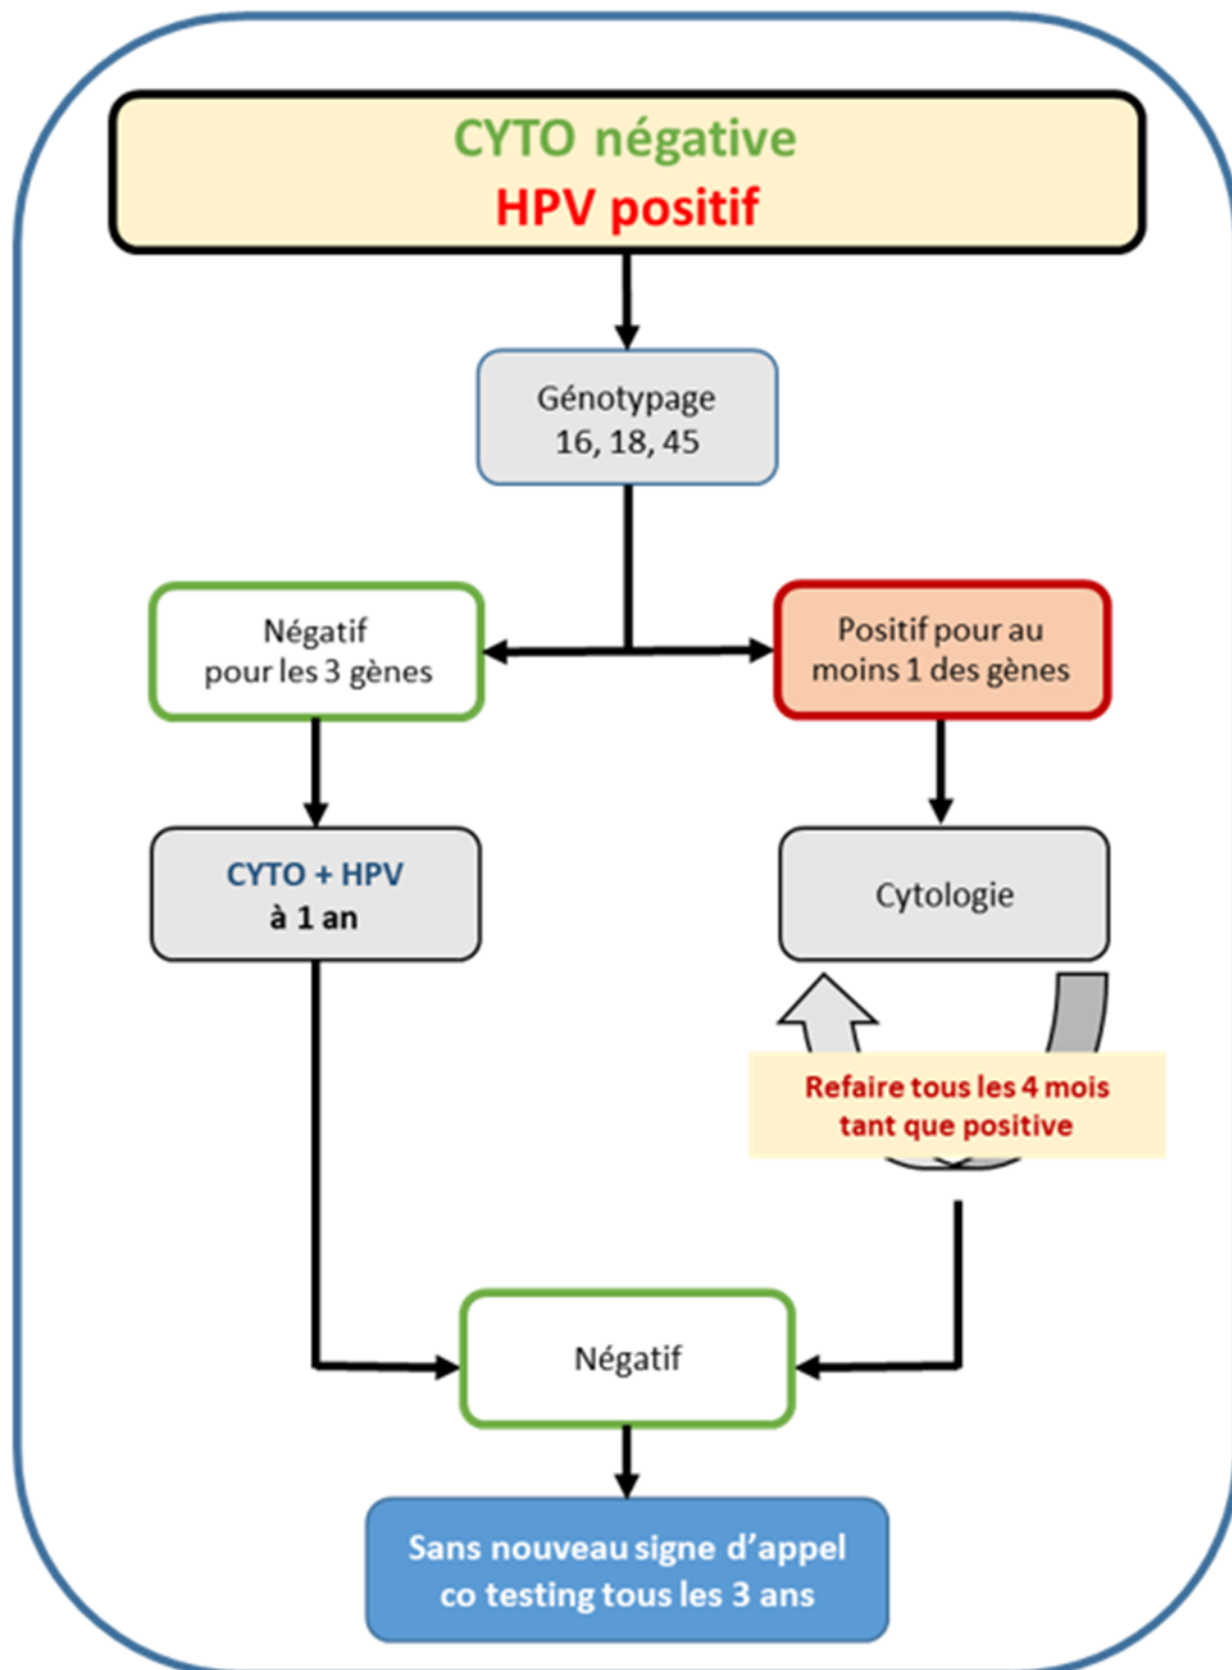 CYTO négative
HPV positif
Génotypage
16, 18, 45
Négatif
pour les 3 gènes
Positif pour au
moins 1 des gènes
CYTO + HPV
à 1 an
Cytologie
Refaire tous les 4 mois
tant que positive
Négatif
Sans nouveau signe d’appel
co testing tous les 3 ans